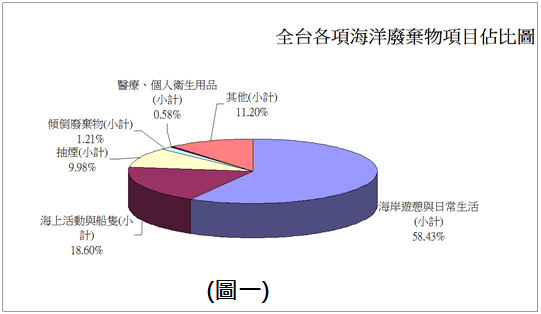 全台各項海洋廢棄物項目佔比圖
醫療、個人衛生用品
(小計)
0.58%
其他(小計)
11.20%
傾倒廢棄物(小計)
1.21%
抽煙(小計)
9.98%
海上活動與船隻(小
計)
18.60%
海岸遊憩與日常生活
(小計)
58.43%
(圖一)